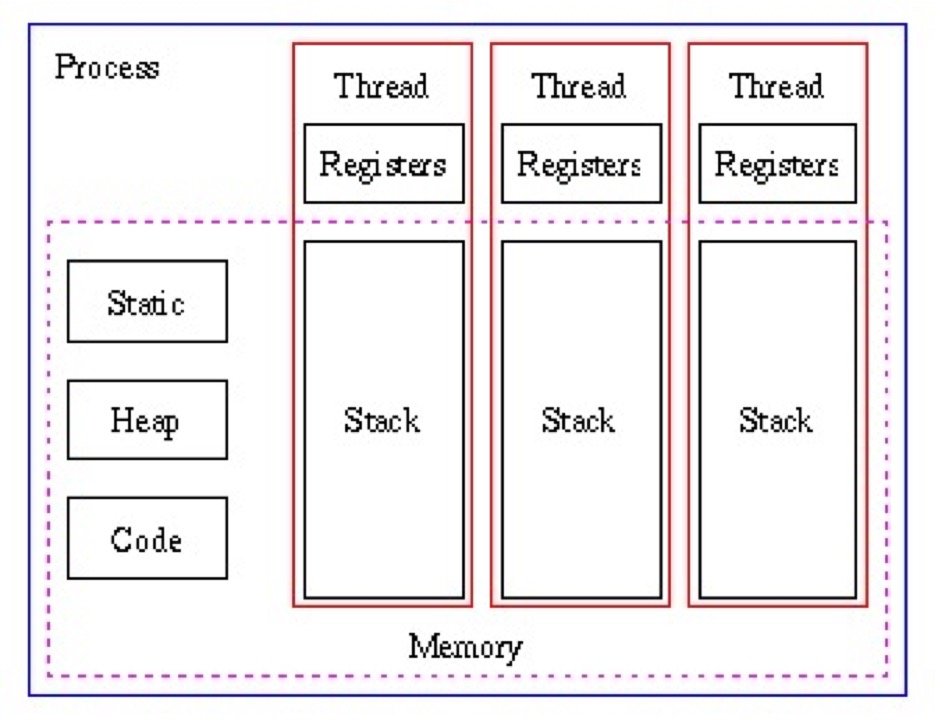 Process
Thread
Thread
Thread
Registers
Registers
Registers
Static
Heap
Code
Stack
Stack
Stack
Memory